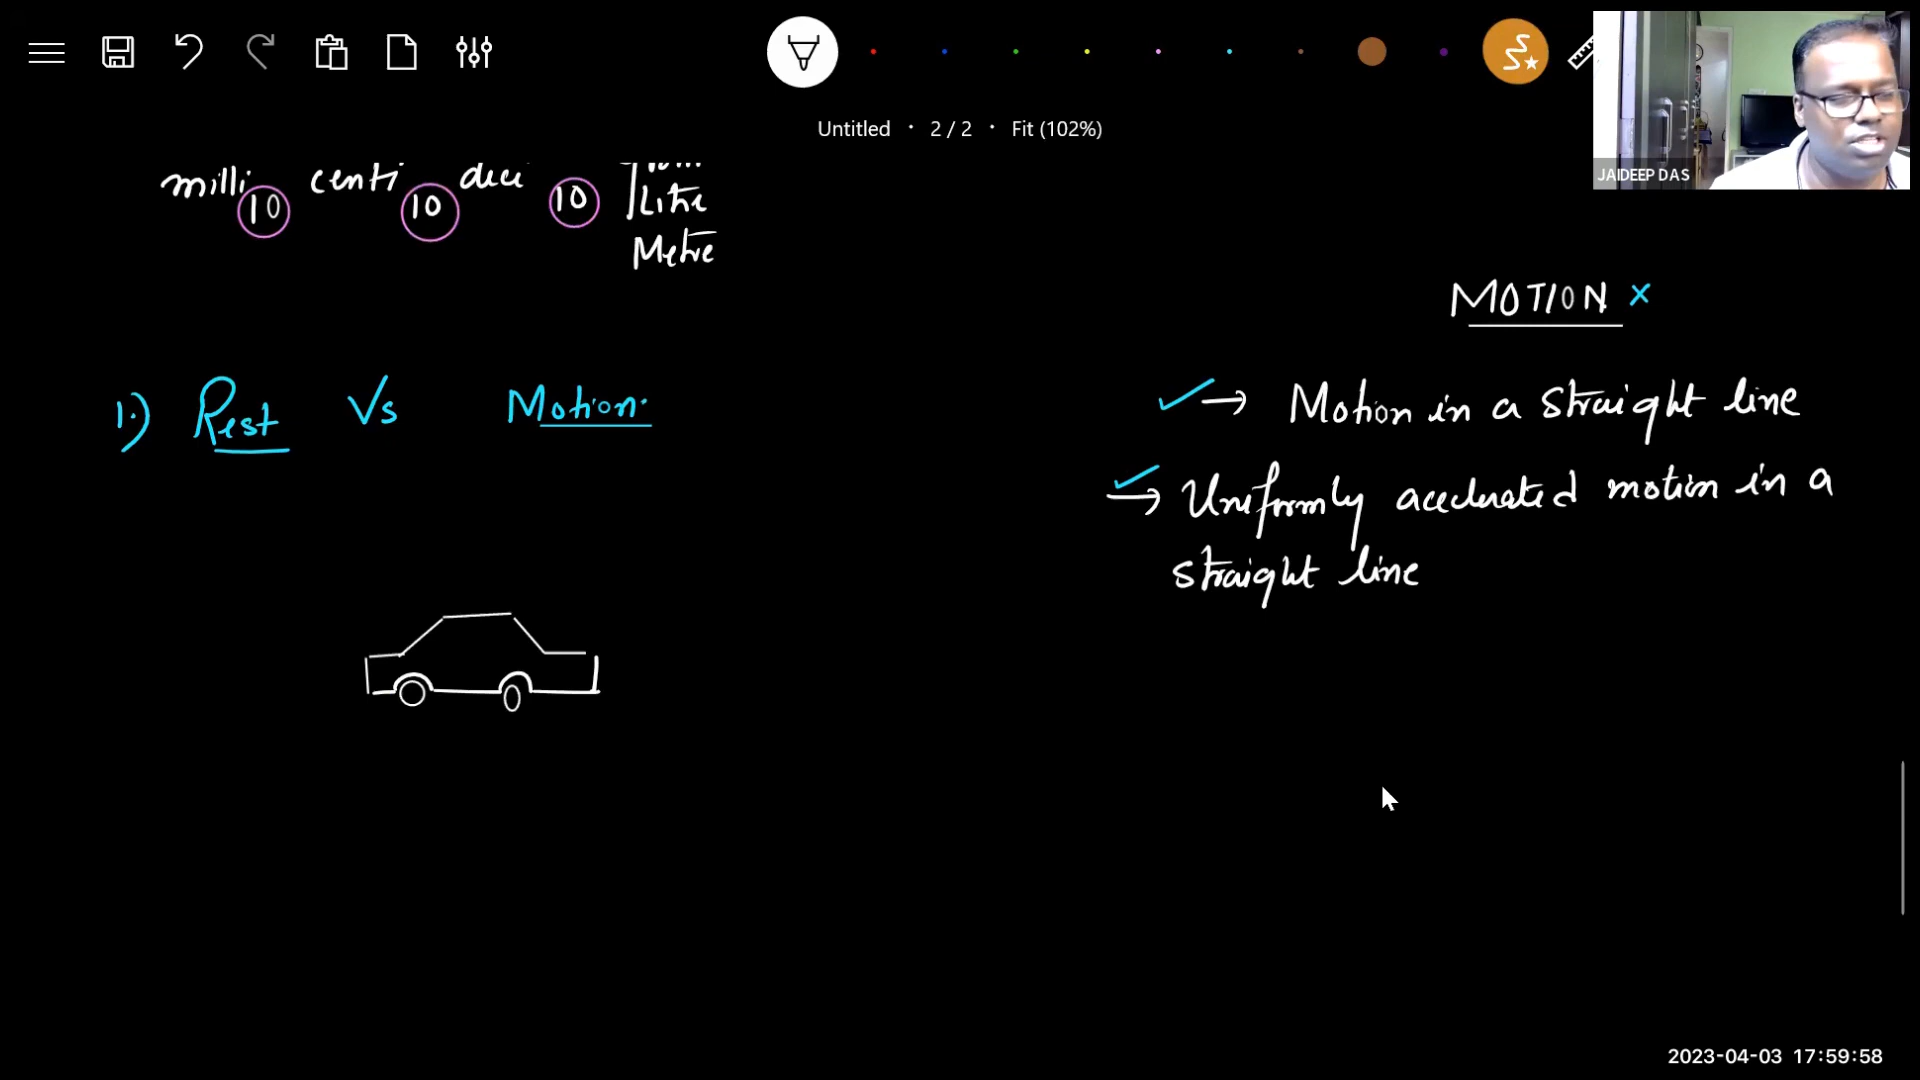 Untitled · 2 / 2 · Fit (102%)
JAIDEEP DAS
milli 10 centi 10 deci 10 Litre
Metre
MOTION x
1.) Rest Vs Motion.
✓→ Motion in a straight line
✓→ Uniformly accelerated motion in a
straight line
2023-04-03 17:59:58